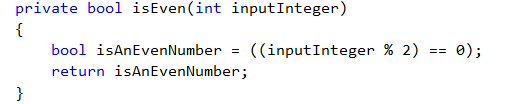 private bool isEven(int inputInteger)
{
    bool isAnEvenNumber = ((inputInteger % 2) == 0);
    return isAnEvenNumber;
}